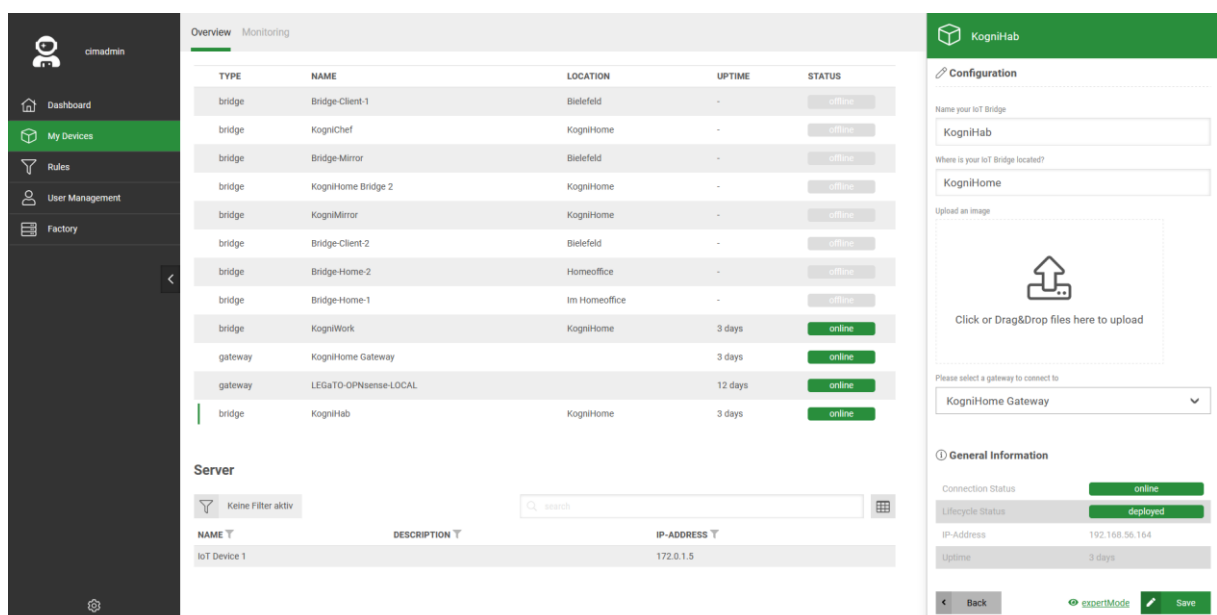 cimadmin
Dashboard
My Devices
Rules
User Management
Factory
Overview Monitoring
TYPE NAME LOCATION UPTIME STATUS
bridge Bridge-Client-1 Bielefeld - offline
bridge KogniChef KogniHome - offline
bridge Bridge-Mirror Bielefeld - offline
bridge KogniHome Bridge 2 KogniHome - offline
bridge KogniMirror KogniHome - offline
bridge Bridge-Client-2 Bielefeld - offline
bridge Bridge-Home-2 Homeoffice - offline
bridge Bridge-Home-1 Im Homeoffice - offline
bridge KogniWork KogniHome 3 days online
gateway KogniHome Gateway 3 days online
gateway LEGaTO-OPNsense-LOCAL 12 days online
bridge KogniHab KogniHome 3 days online
Server
Keine Filter aktiv search
NAME DESCRIPTION IP-ADDRESS
IoT Device 1 172.0.1.5
KogniHab
Configuration
Name your IoT Bridge
KogniHab
Where is your IoT Bridge located?
KogniHome
Upload an image
Click or Drag&Drop files here to upload
Please select a gateway to connect to
KogniHome Gateway
General Information
Connection Status online
Lifecycle Status deployed
IP-Address 192.168.56.164
Uptime 3 days
Back expertMode Save